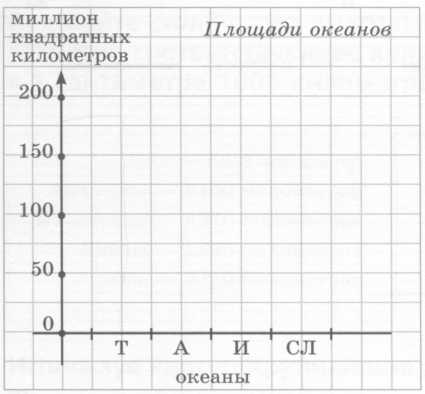 миллион
квадратных
километров
Площади океанов
200
150
100
50
0
Т А И СЛ
океаны